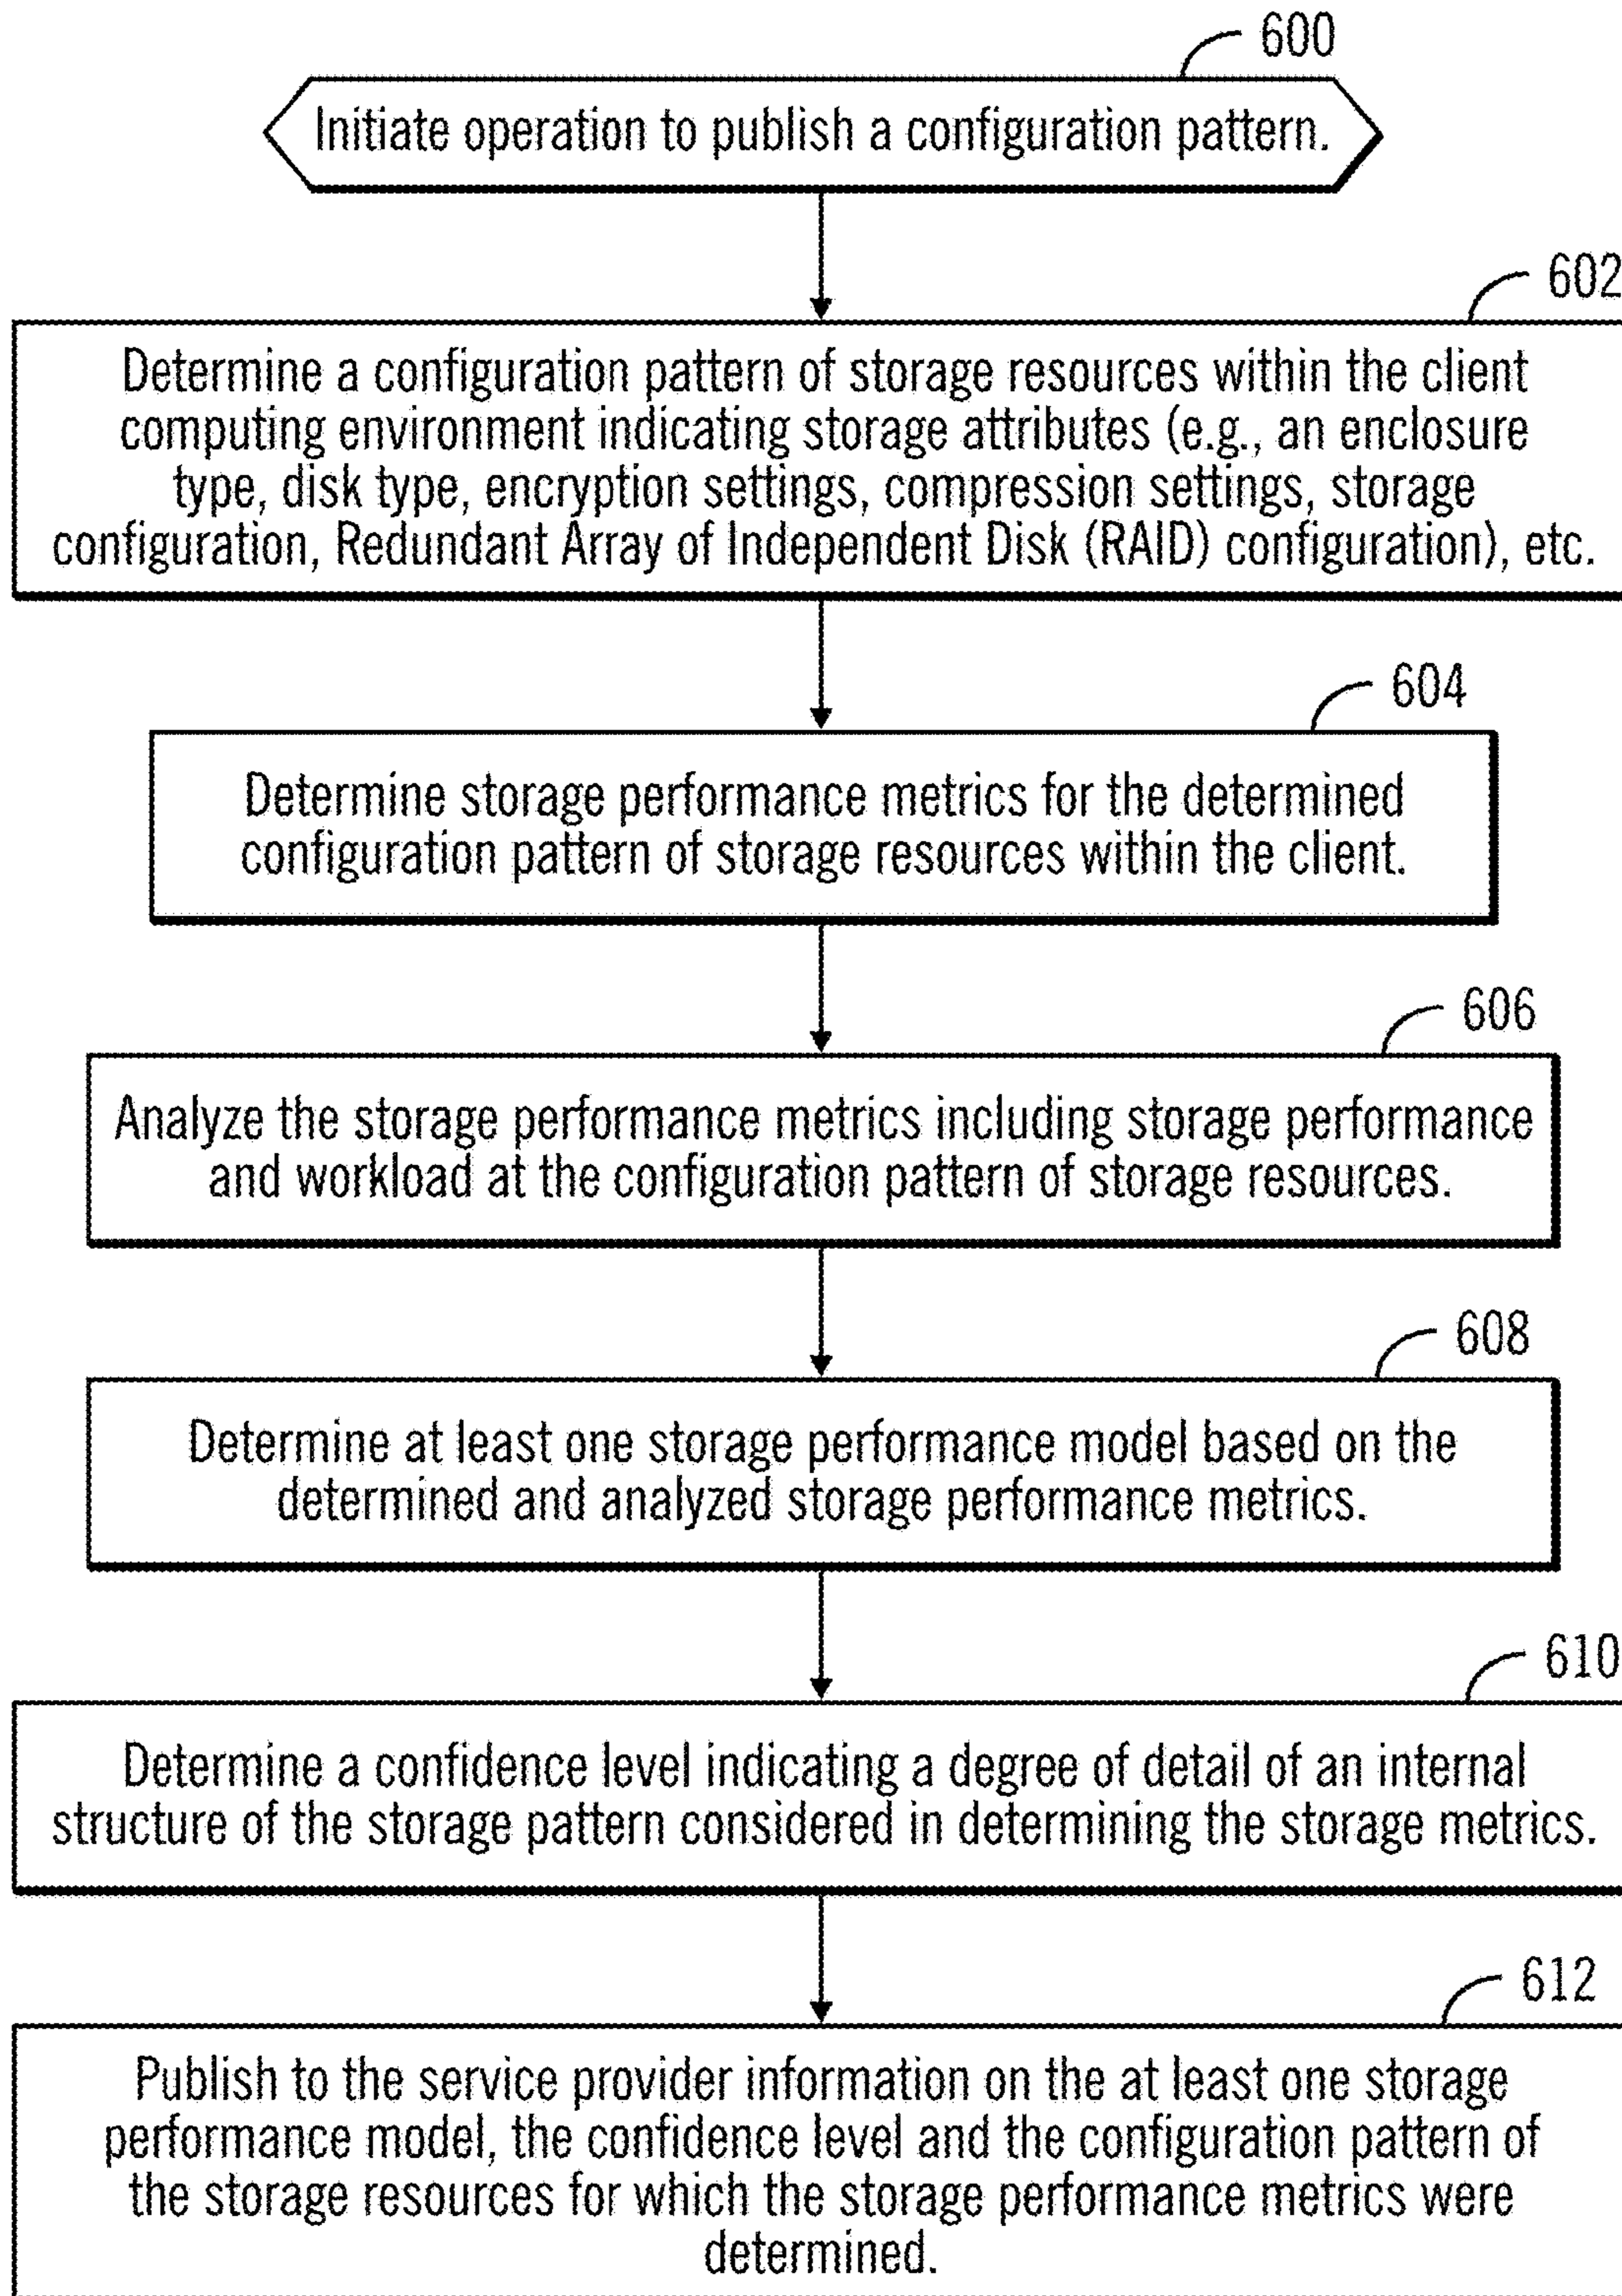 600
Initiate operation to publish a configuration pattern.
602
Determine a configuration pattern of storage resources within the client
computing environment indicating storage attributes (e.g., an enclosure
type, disk type, encryption settings, compression settings, storage
configuration, Redundant Array of Independent Disk (RAID) configuration), etc.
604
Determine storage performance metrics for the determined
configuration pattern of storage resources within the client.
606
Analyze the storage performance metrics including storage performance
and workload at the configuration pattern of storage resources.
608
Determine at least one storage performance model based on the
determined and analyzed storage performance metrics.
610
Determine a confidence level indicating a degree of detail of an internal
structure of the storage pattern considered in determining the storage metrics.
612
Publish to the service provider information on the at least one storage
performance model, the confidence level and the configuration pattern of
the storage resources for which the storage performance metrics were
determined.